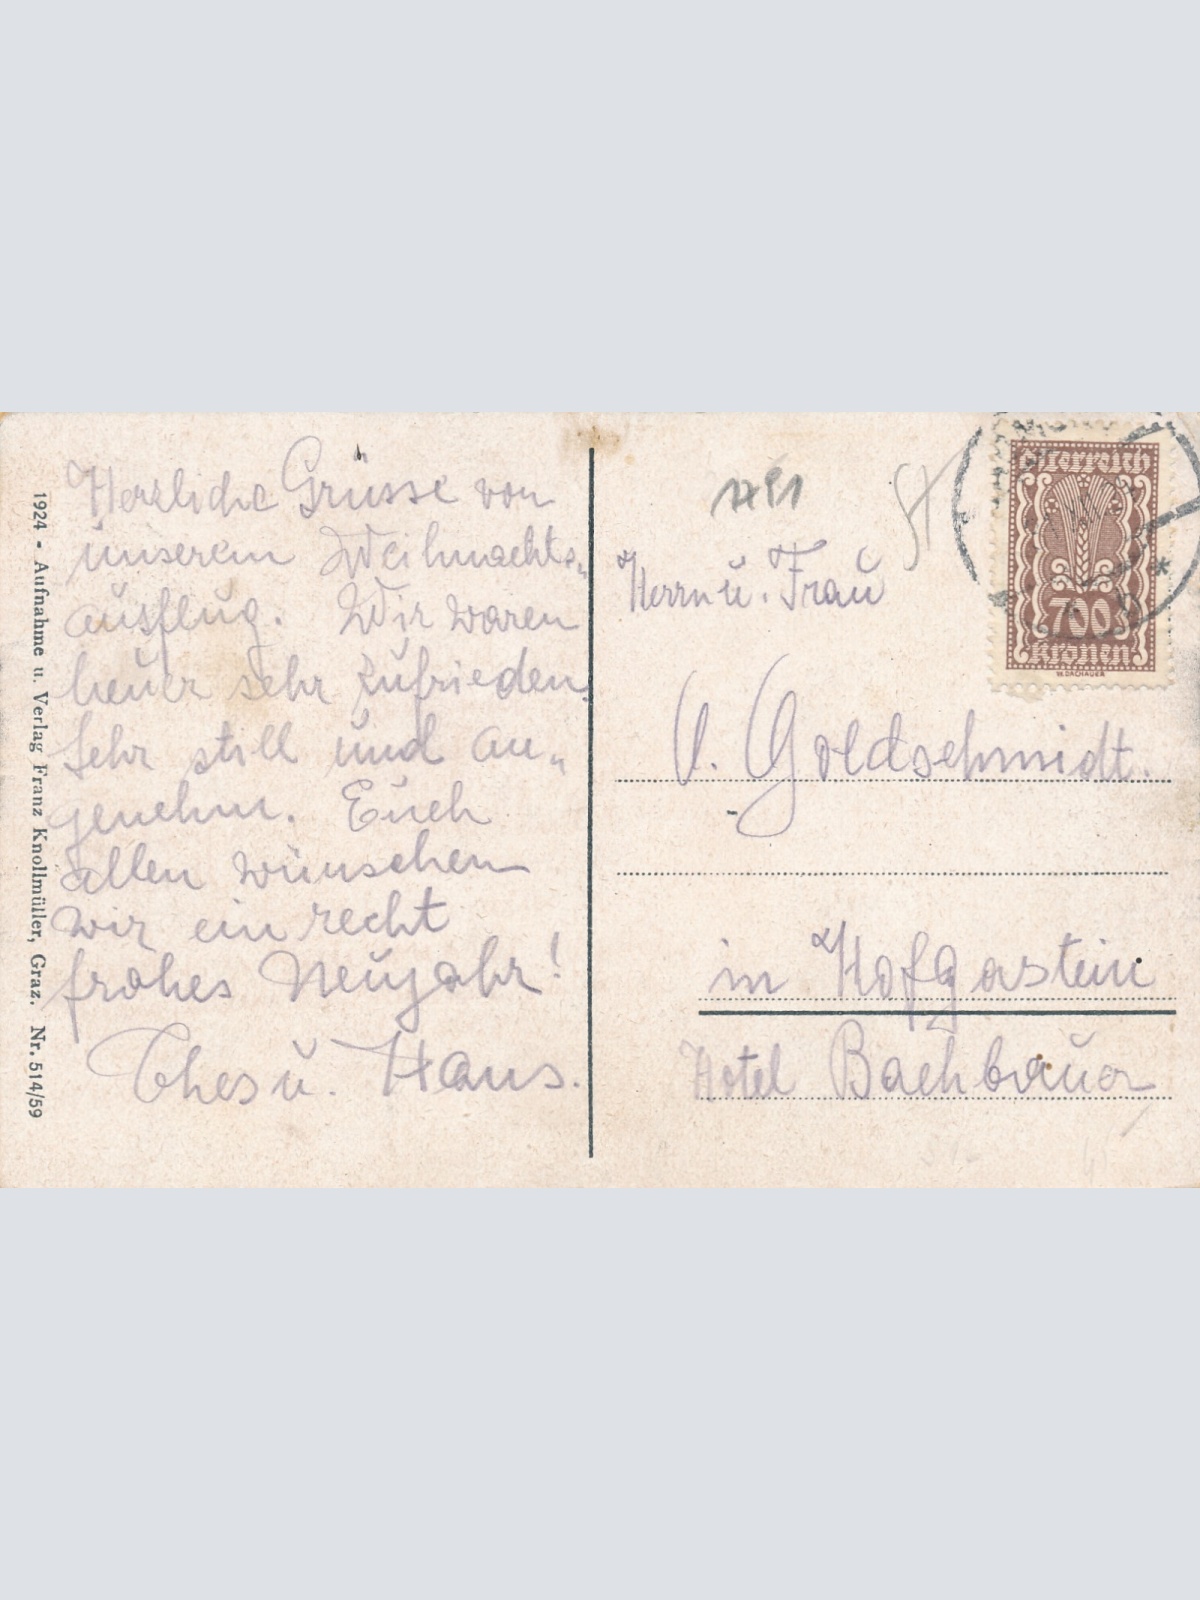 Herzliche Grüsse von
unserem Weihnachts„
ausflug. Wir waren
heuer sehr zufrieden,
sehr still und an„
genehm. Euch
allen wünschen
wir ein recht
frohes Neujahr!
u. Hans.
1924 - Aufnahme u. Verlag Franz Knollmüller, Graz. Nr. 514/59
Österreich
700
Kronen
W. DACHAUER
Herrn u. Frau
Goldschmidt.
in Hofgastein
Hotel Bachbauer